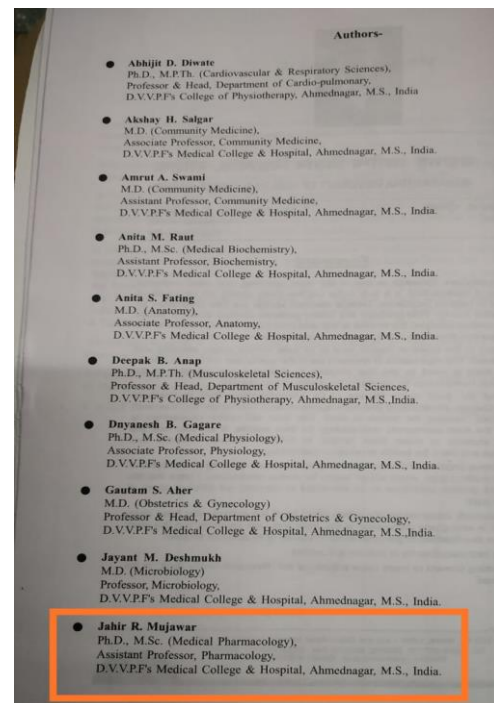 Authors-
Abhijit D. Diwate
Ph.D., M.P.Th. (Cardiovascular & Respiratory Sciences),
Professor & Head, Department of Cardio-pulmonary,
D.V.V.P.F's College of Physiotherapy, Ahmednagar, M.S., India
Akshay H. Salgar
M.D. (Community Medicine),
Associate Professor, Community Medicine,
D.V.V.P.F's Medical College & Hospital, Ahmednagar, M.S., India.
Amrut A. Swami
M.D. (Community Medicine),
Assistant Professor, Community Medicine,
D.V.V.P.F's Medical College & Hospital, Ahmednagar, M.S., India.
Anita M. Raut
Ph.D., M.Sc. (Medical Biochemistry),
Assistant Professor, Biochemistry,
D.V.V.P.F's Medical College & Hospital, Ahmednagar, M.S., India.
Anita S. Fating
M.D. (Anatomy),
Associate Professor, Anatomy,
D.V.V.P.F's Medical College & Hospital, Ahmednagar, M.S., India.
Deepak B. Anap
Ph.D., M.P.Th. (Musculoskeletal Sciences),
Professor & Head, Department of Musculoskeletal Sciences,
D.V.V.P.F's College of Physiotherapy, Ahmednagar, M.S.,India.
Dnyanesh B. Gagare
Ph.D., M.Sc. (Medical Physiology),
Associate Professor, Physiology,
D.V.V.P.F's Medical College & Hospital, Ahmednagar, M.S., India.
Gautam S. Aher
M.D. (Obstetrics & Gynecology)
Professor & Head, Department of Obstetrics & Gynecology,
D.V.V.P.F's Medical College & Hospital, Ahmednagar, M.S.,India.
Jayant M. Deshmukh
M.D. (Microbiology)
Professor, Microbiology,
D.V.V.P.F's Medical College & Hospital, Ahmednagar, M.S., India.
Jahir R. Mujawar
Ph.D., M.Sc. (Medical Pharmacology),
Assistant Professor, Pharmacology,
D.V.V.P.F's Medical College & Hospital, Ahmednagar, M.S., India.